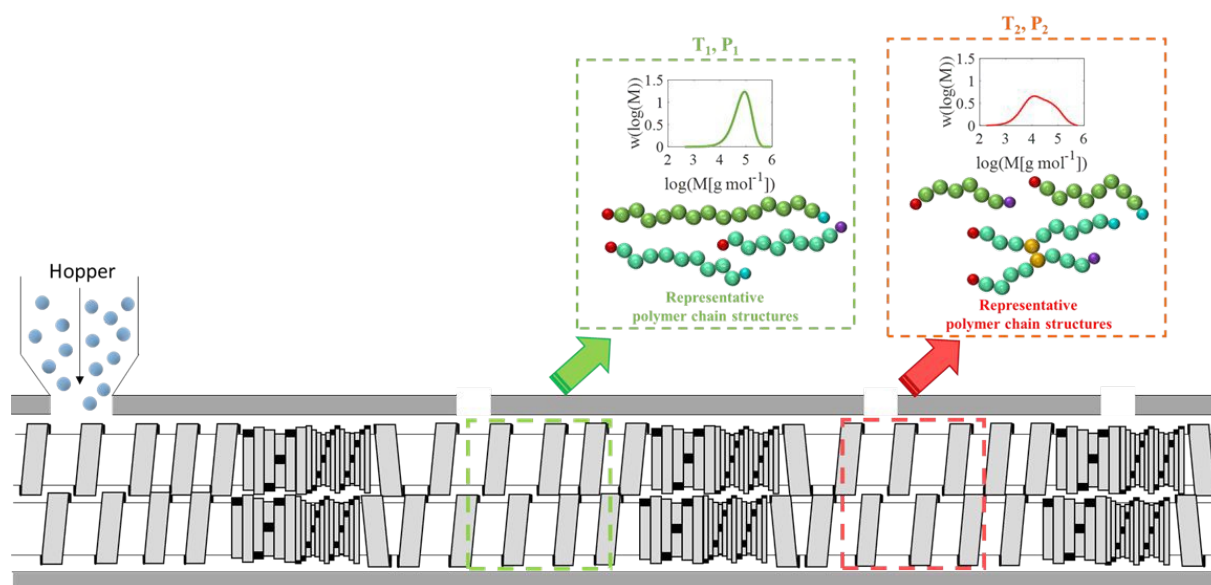 T₁, P₁
w(log(M))
1.5
1
0.5
0
2 3 4 5 6
log(M[g mol⁻¹])
Representative
polymer chain structures
T₂, P₂
w(log(M))
1.5
1
0.5
0
2 3 4 5 6
log(M[g mol⁻¹])
Representative
polymer chain structures
Hopper